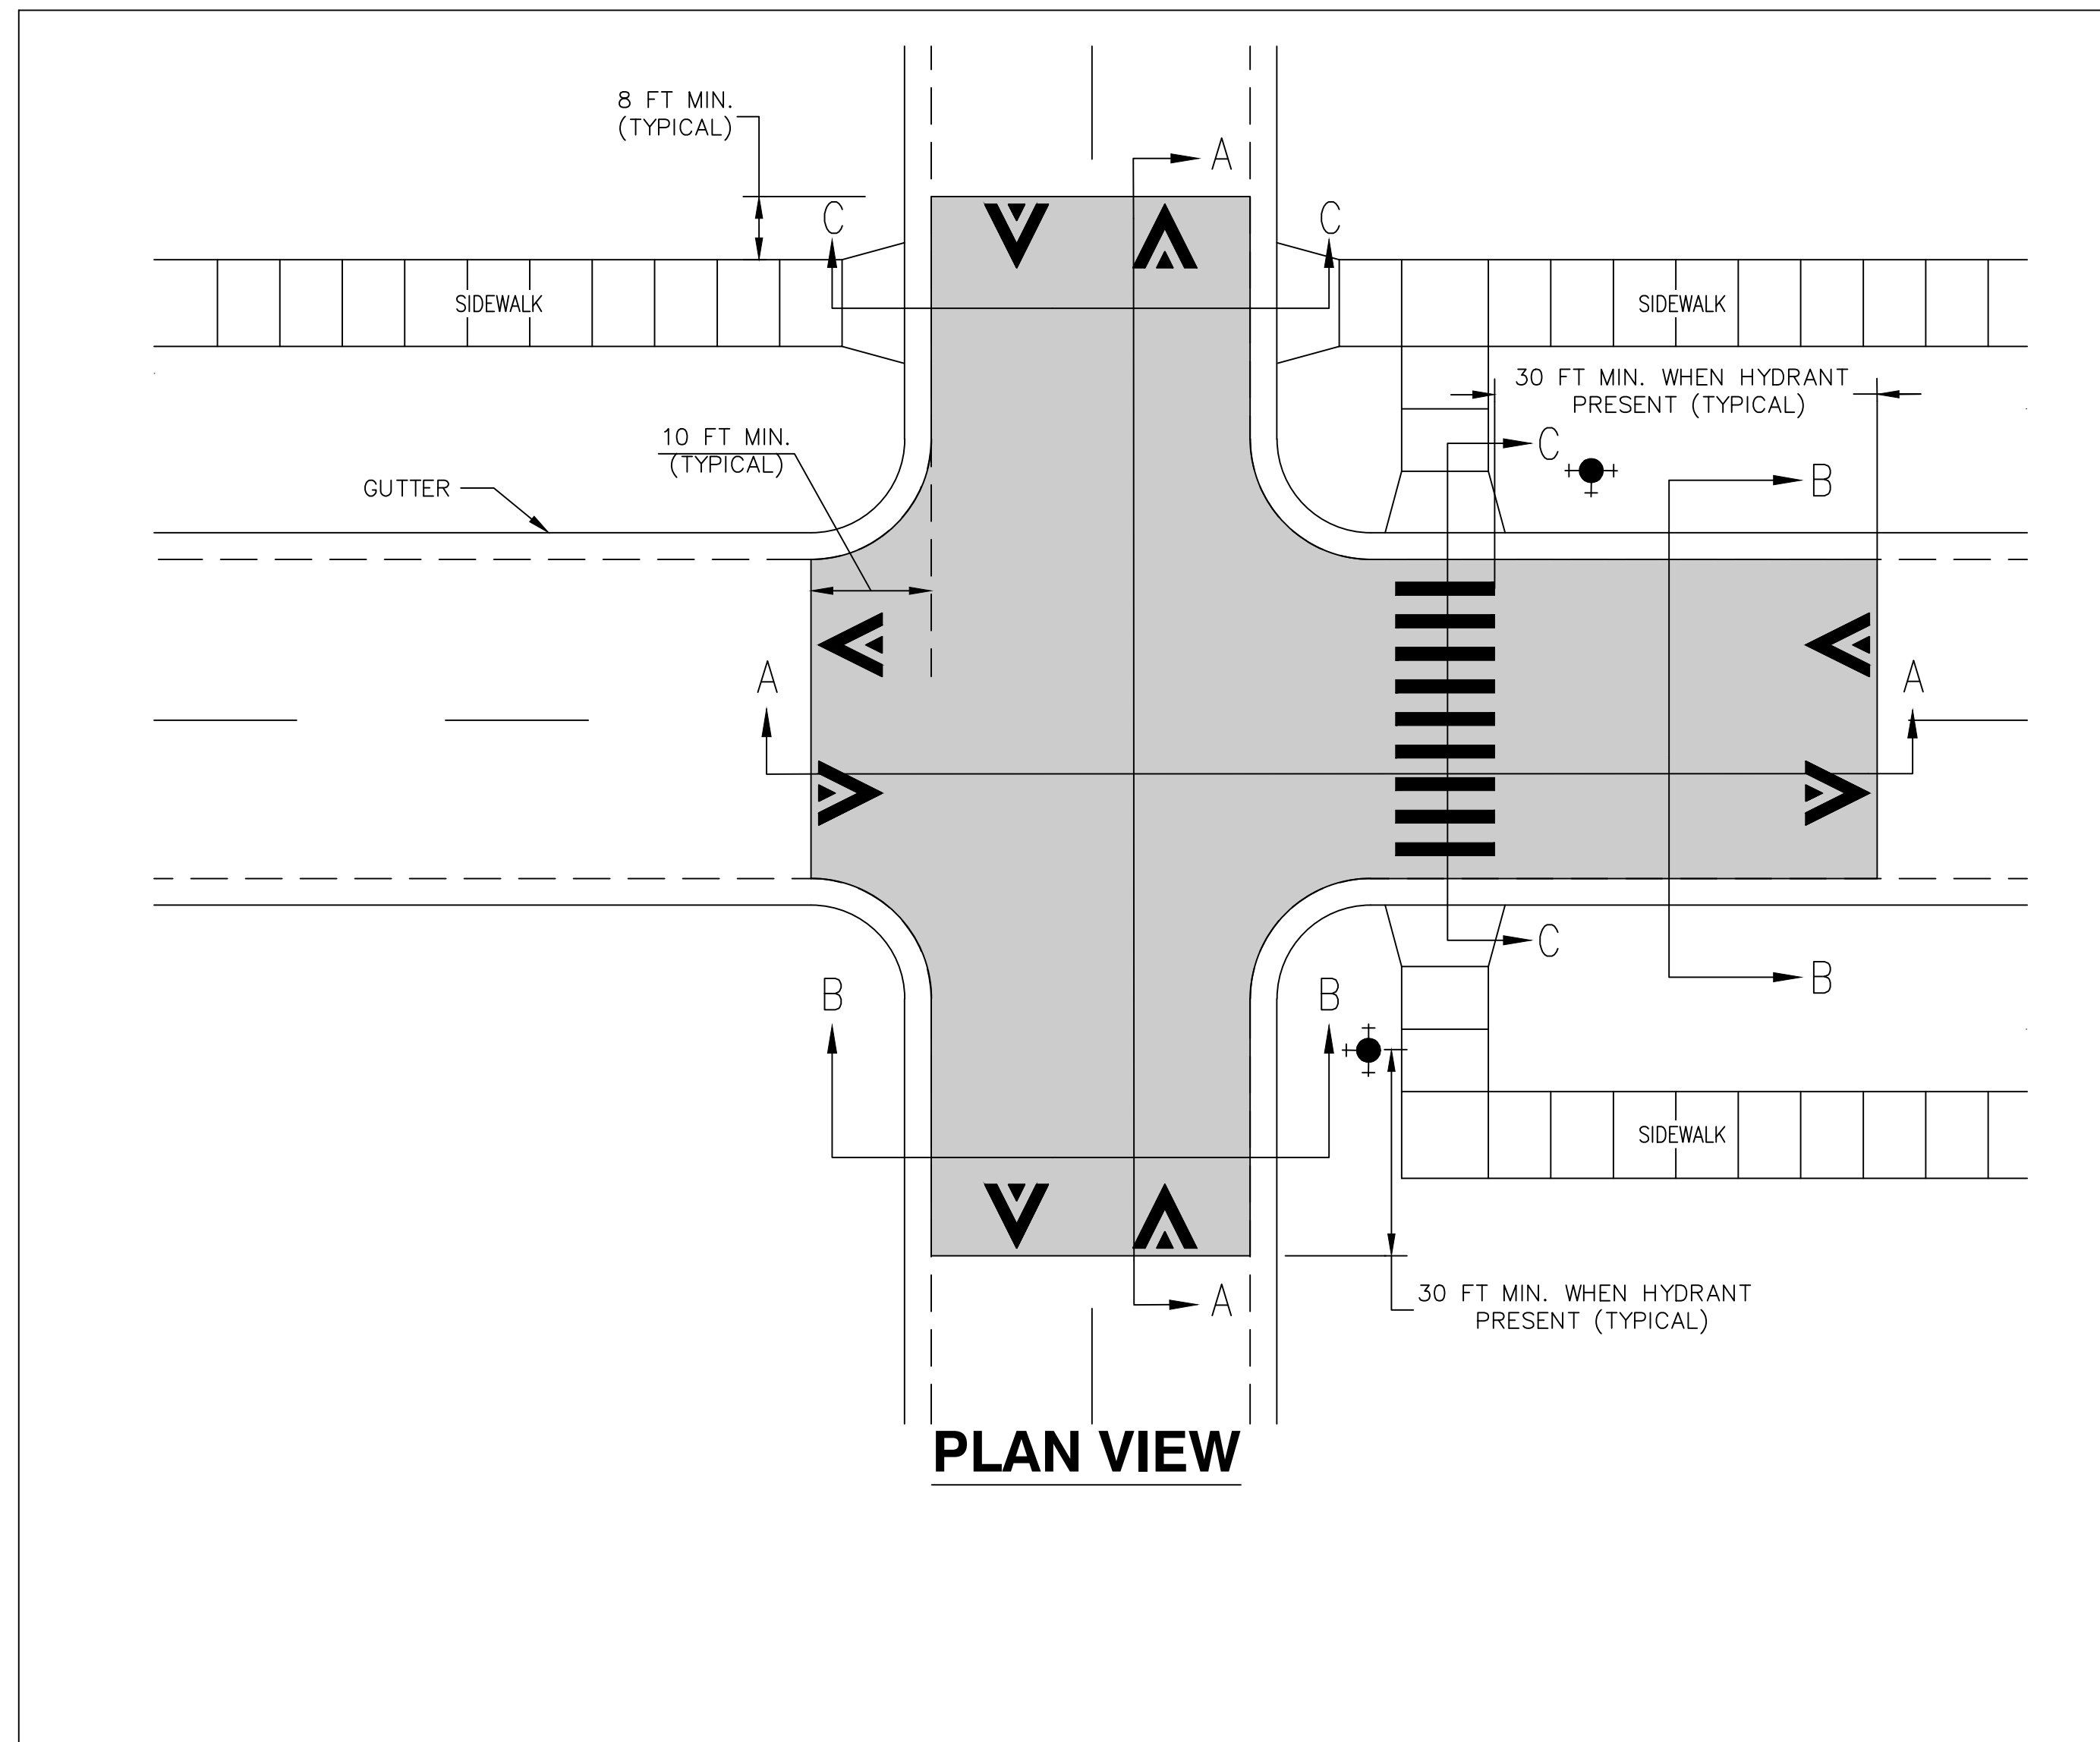 8 FT MIN.
(TYPICAL)
A
C
C
SIDEWALK
SIDEWALK
30 FT MIN. WHEN HYDRANT
PRESENT (TYPICAL)
10 FT MIN.
(TYPICAL)
C
GUTTER
B
A
A
C
B
B
B
SIDEWALK
A
30 FT MIN. WHEN HYDRANT
PRESENT (TYPICAL)
PLAN VIEW